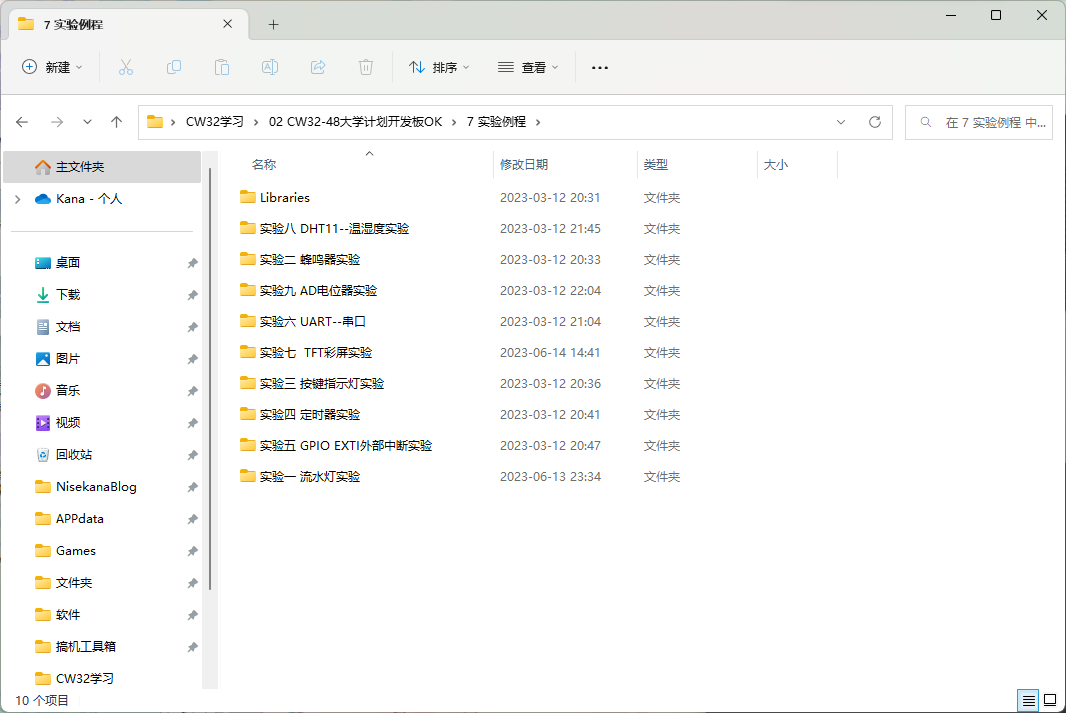 7 实验例程
新建
排序
查看
CW32学习 02 CW32-48大学计划开发板OK 7 实验例程
在 7 实验例程 中...
主文件夹
Kana - 个人
桌面
下载
文档
图片
音乐
视频
回收站
NisekanaBlog
APPdata
Games
文件夹
软件
搞机工具箱
CW32学习
名称 修改日期 类型 大小
Libraries 2023-03-12 20:31 文件夹
实验八 DHT11--温湿度实验 2023-03-12 21:45 文件夹
实验二 蜂鸣器实验 2023-03-12 20:33 文件夹
实验九 AD电位器实验 2023-03-12 22:04 文件夹
实验六 UART--串口 2023-03-12 21:04 文件夹
实验七  TFT彩屏实验 2023-06-14 14:41 文件夹
实验三 按键指示灯实验 2023-03-12 20:36 文件夹
实验四 定时器实验 2023-03-12 20:41 文件夹
实验五 GPIO EXTI外部中断实验 2023-03-12 20:47 文件夹
实验一 流水灯实验 2023-06-13 23:34 文件夹
10 个项目